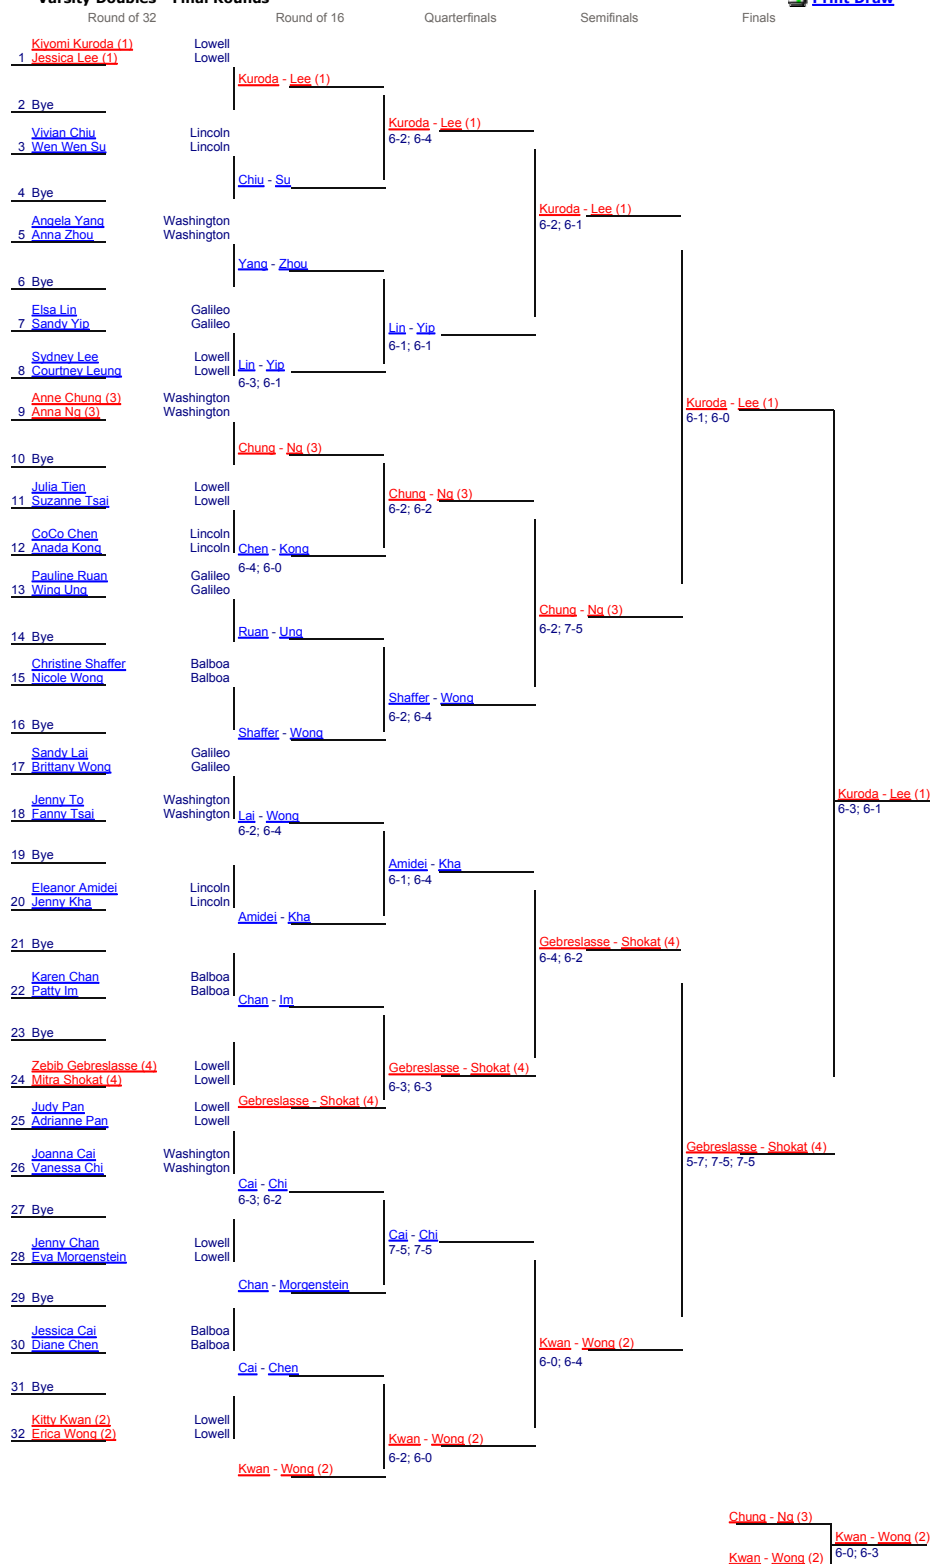 Varsity Doubles - Final Rounds
Print Draw
Round of 32 Round of 16 Quarterfinals Semifinals Finals
Kiyomi Kuroda (1) Lowell
1 Jessica Lee (1) Lowell
Kuroda - Lee (1)
2 Bye
Kuroda - Lee (1)
6-2; 6-4
Vivian Chiu Lincoln
3 Wen Wen Su Lincoln
Chiu - Su
4 Bye
Kuroda - Lee (1)
6-2; 6-1
Angela Yang Washington
5 Anna Zhou Washington
Yang - Zhou
6 Bye
Elsa Lin Galileo
7 Sandy Yip Galileo
Lin - Yip
6-1; 6-1
Sydney Lee Lowell
8 Courtney Leung Lowell
Lin - Yip
6-3; 6-1
Anne Chung (3) Washington
9 Anna Ng (3) Washington
Kuroda - Lee (1)
6-1; 6-0
Chung - Ng (3)
10 Bye
Julia Tien Lowell
11 Suzanne Tsai Lowell
Chung - Ng (3)
6-2; 6-2
CoCo Chen Lincoln
12 Anada Kong Lincoln
Chen - Kong
6-4; 6-0
Pauline Ruan Galileo
13 Wing Ung Galileo
Chung - Ng (3)
6-2; 7-5
Ruan - Ung
14 Bye
Christine Shaffer Balboa
15 Nicole Wong Balboa
Shaffer - Wong
6-2; 6-4
16 Bye
Shaffer - Wong
Sandy Lai Galileo
17 Brittany Wong Galileo
Kuroda - Lee (1)
6-3; 6-1
Jenny To Washington
18 Fanny Tsai Washington
Lai - Wong
6-2; 6-4
19 Bye
Amidei - Kha
6-1; 6-4
Eleanor Amidei Lincoln
20 Jenny Kha Lincoln
Amidei - Kha
21 Bye
Gebreslasse - Shokat (4)
6-4; 6-2
Karen Chan Balboa
22 Patty Im Balboa
Chan - Im
23 Bye
Zebib Gebreslasse (4) Lowell
24 Mitra Shokat (4) Lowell
Gebreslasse - Shokat (4)
6-3; 6-3
Gebreslasse - Shokat (4)
Judy Pan Lowell
25 Adrianne Pan Lowell
Gebreslasse - Shokat (4)
5-7; 7-5; 7-5
Joanna Cai Washington
26 Vanessa Chi Washington
Cai - Chi
6-3; 6-2
27 Bye
Cai - Chi
7-5; 7-5
Jenny Chan Lowell
28 Eva Morgenstein Lowell
Chan - Morgenstein
29 Bye
Jessica Cai Balboa
30 Diane Chen Balboa
Kwan - Wong (2)
6-0; 6-4
Cai - Chen
31 Bye
Kitty Kwan (2) Lowell
32 Erica Wong (2) Lowell
Kwan - Wong (2)
6-2; 6-0
Kwan - Wong (2)
Chung - Ng (3)
Kwan - Wong (2)
6-0; 6-3
Kwan - Wong (2)